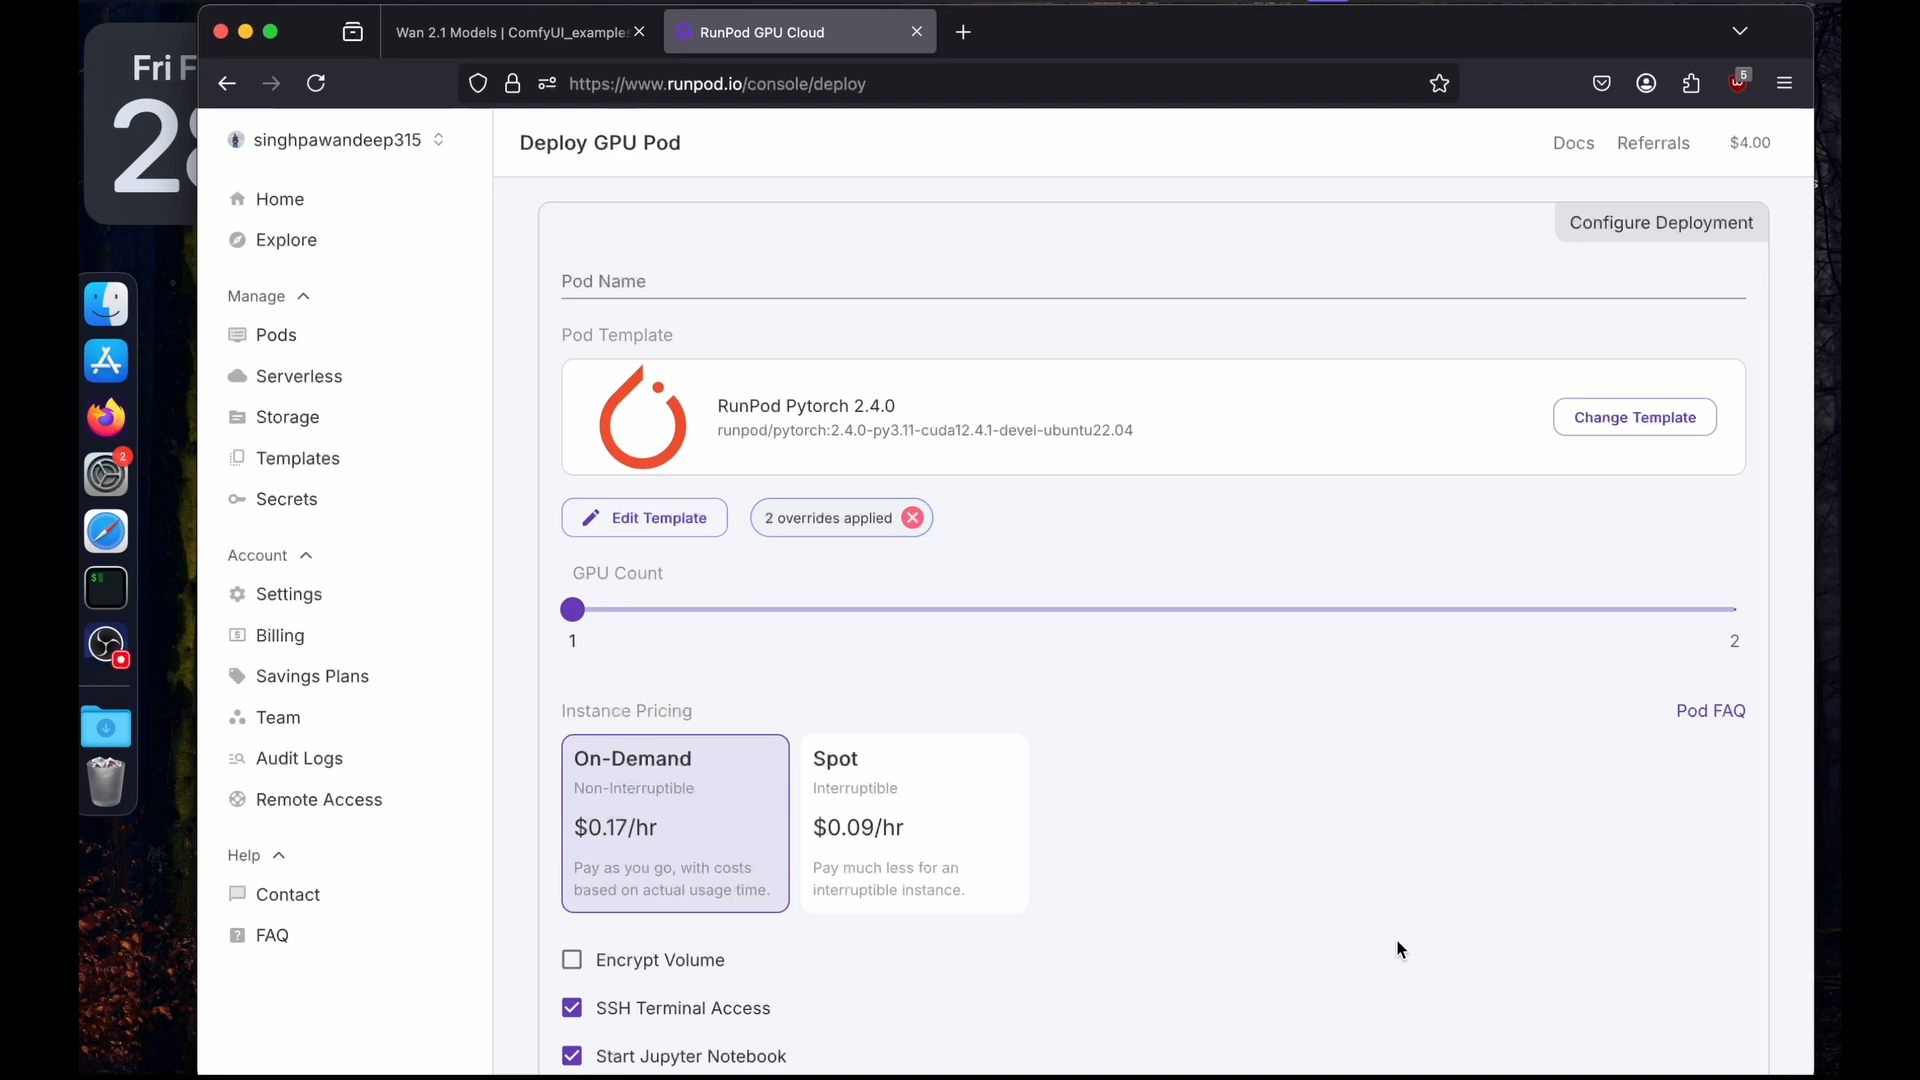 Fri F
28
Wan 2.1 Models | ComfyUI_examples
RunPod GPU Cloud
https://www.runpod.io/console/deploy
5
singhpawandeep315
Deploy GPU Pod
Docs
Referrals
$4.00
Home
Explore
Manage
Pods
Serverless
Storage
Templates
Secrets
Account
Settings
Billing
Savings Plans
Team
Audit Logs
Remote Access
Help
Contact
FAQ
2
Configure Deployment
Pod Name
Pod Template
RunPod Pytorch 2.4.0
runpod/pytorch:2.4.0-py3.11-cuda12.4.1-devel-ubuntu22.04
Change Template
Edit Template
2 overrides applied
GPU Count
1
2
Instance Pricing
Pod FAQ
On-Demand
Non-Interruptible
$0.17/hr
Pay as you go, with costs
based on actual usage time.
Spot
Interruptible
$0.09/hr
Pay much less for an
interruptible instance.
Encrypt Volume
SSH Terminal Access
Start Jupyter Notebook